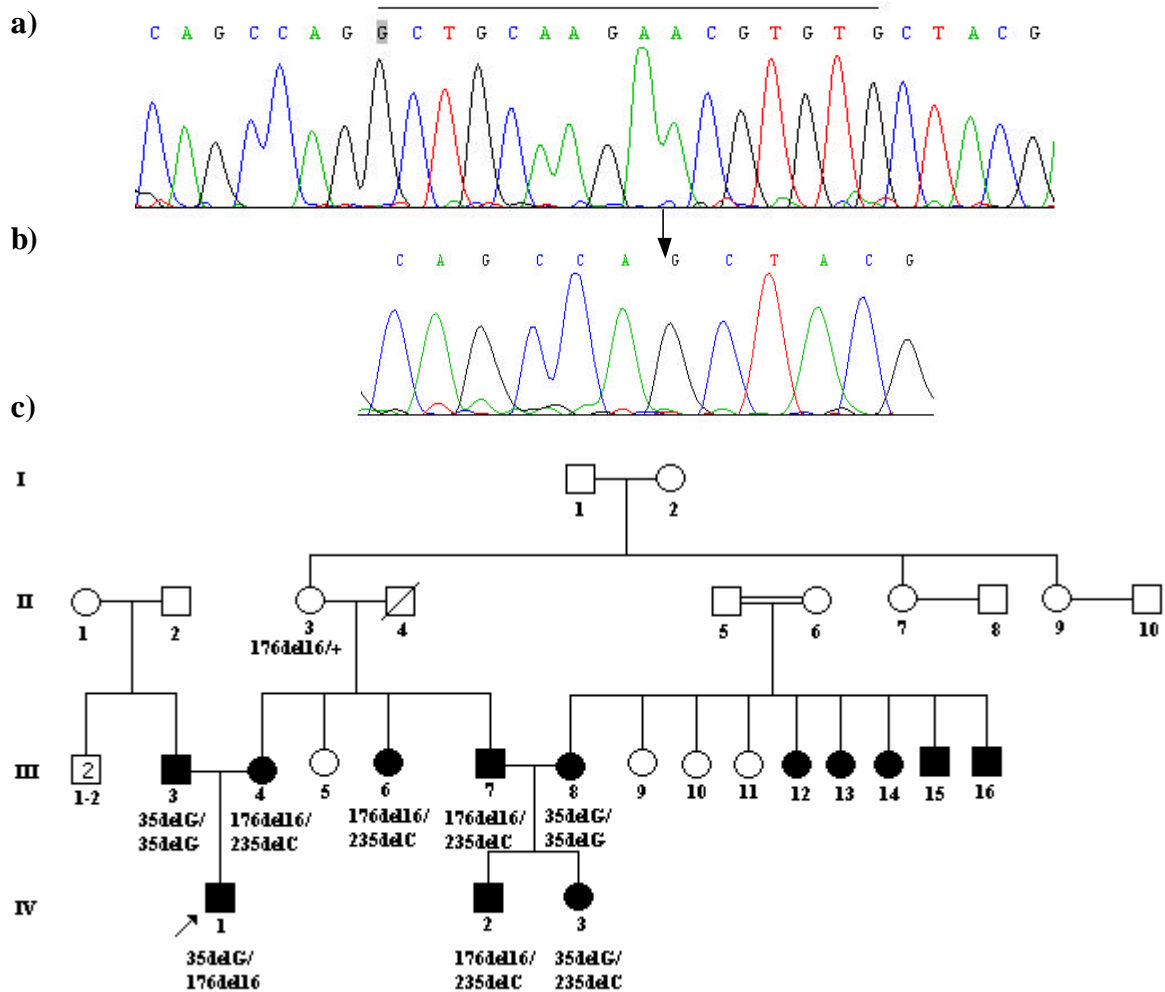 a)
C A G C C A G G C T G C A A G A A C G T G T G C T A C G
b)
C A G C C A G C T A C G
c)
I
1 2
II
1 2 3 4 5 6 7 8 9 10
176del16/+
III
2
1-2 3 4 5 6 7 8 9 10 11 12 13 14 15 16
35delG/ 176del16/ 176del16/ 176del16/ 35delG/
35delG 235delC 235delC 235delC 35delG
IV
1 2 3
35delG/ 176del16/ 35delG/
176del16 235delC 235delC